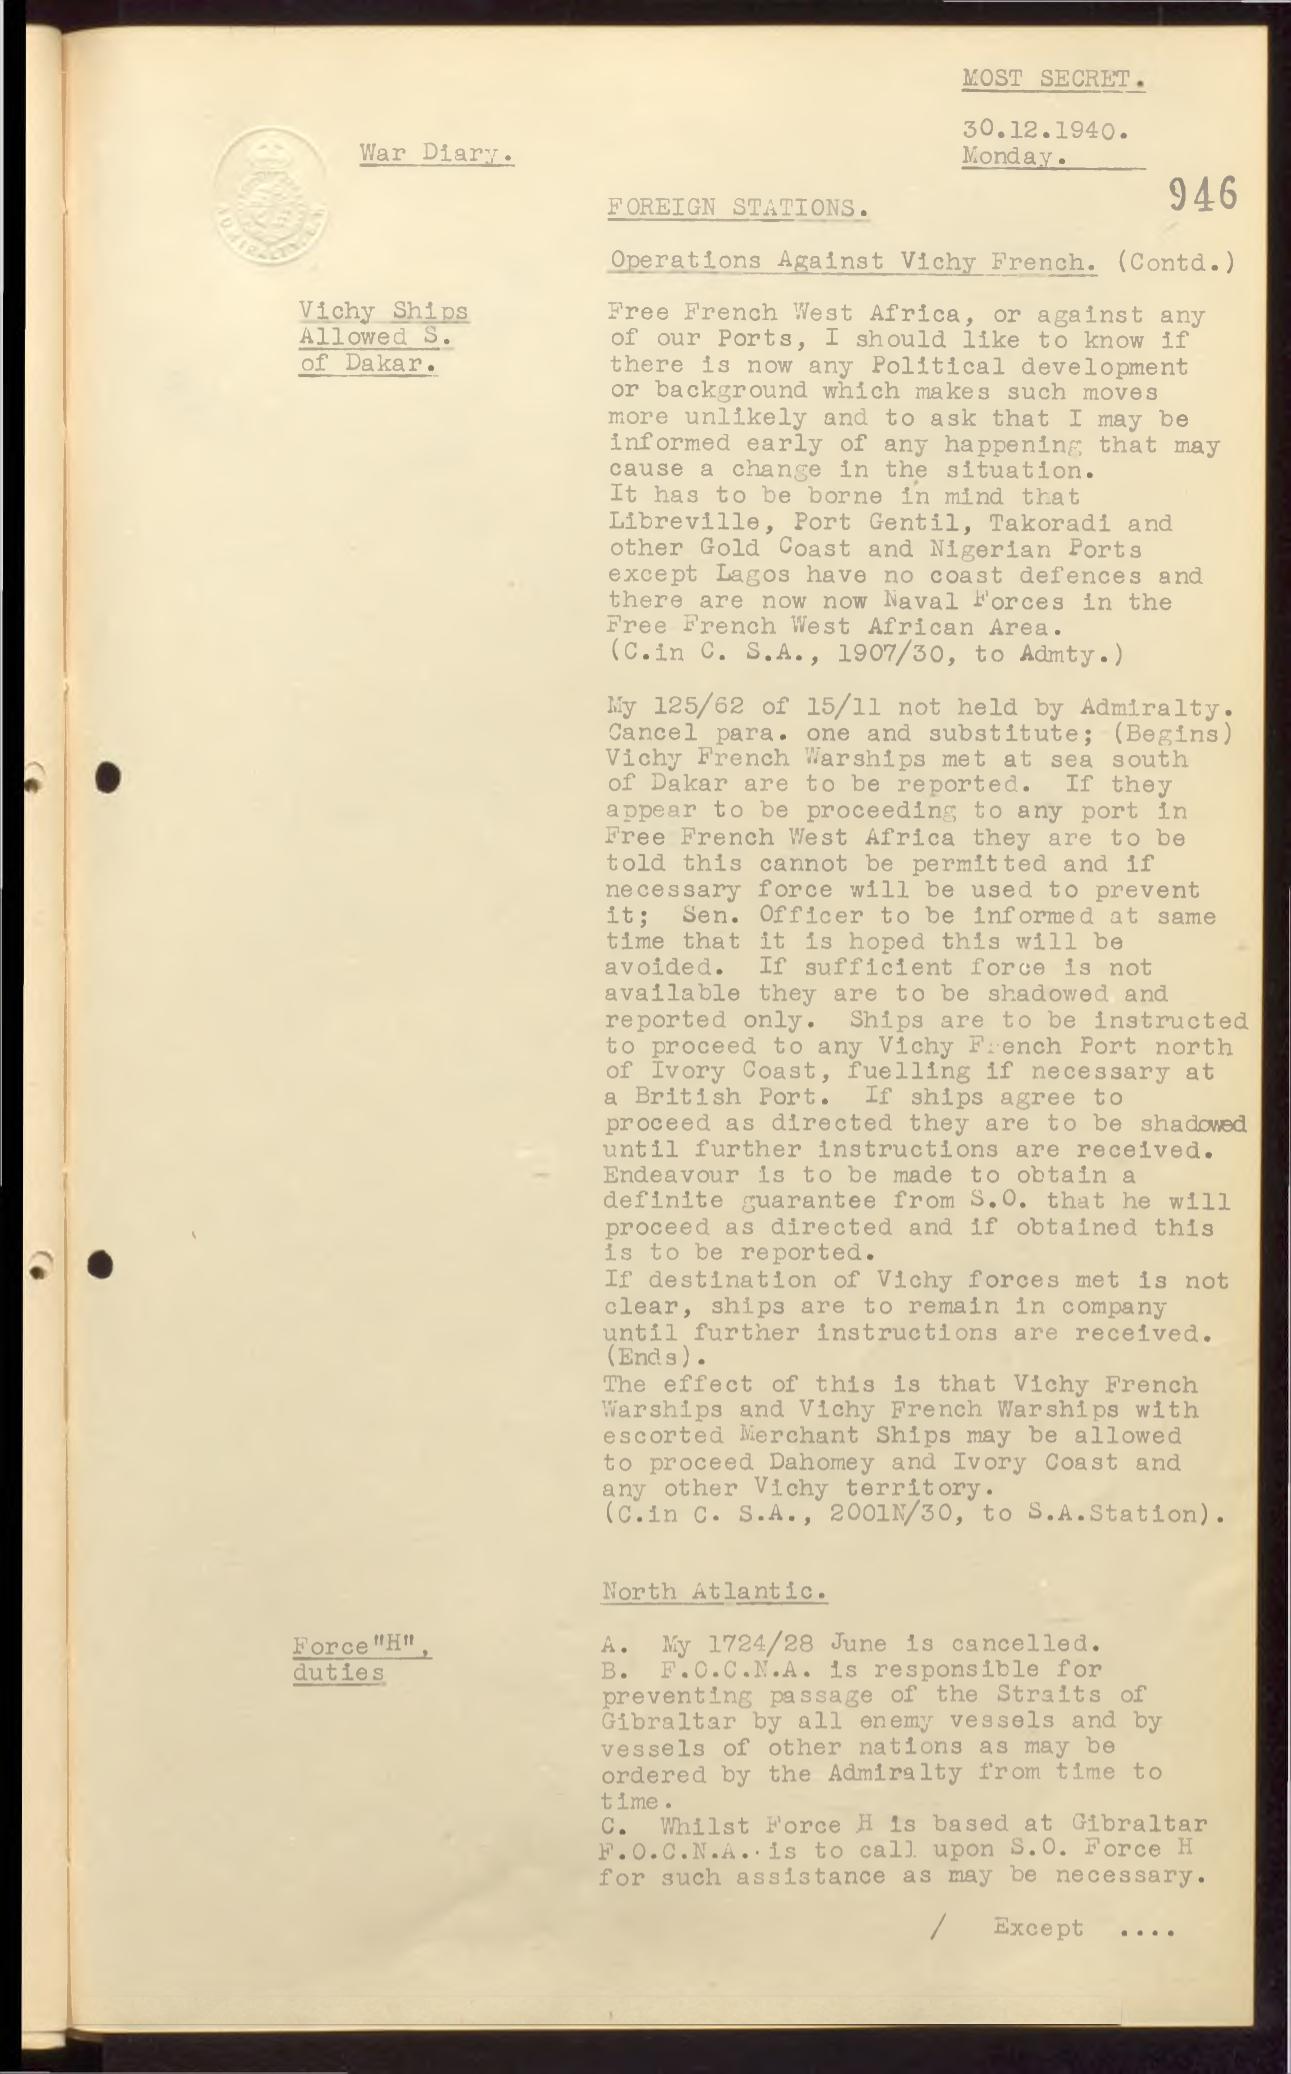 MOST SECRET.
30.12.1940.
Monday.
War Diary.
946
FOREIGN STATIONS.
Operations Against Vichy French. (Contd.)
Vichy Ships
Allowed S.
of Dakar.
Free French West Africa, or against any
of our Ports, I should like to know if
there is now any Political development
or background which makes such moves
more unlikely and to ask that I may be
informed early of any happening that may
cause a change in the situation.
It has to be borne in mind that
Libreville, Port Gentil, Takoradi and
other Gold Coast and Nigerian Ports
except Lagos have no coast defences and
there are now now Naval Forces in the
Free French West African Area.
(C.in C. S.A., 1907/30, to Admty.)
My 125/62 of 15/11 not held by Admiralty.
Cancel para. one and substitute; (Begins)
Vichy French Warships met at sea south
of Dakar are to be reported. If they
appear to be proceeding to any port in
Free French West Africa they are to be
told this cannot be permitted and if
necessary force will be used to prevent
it; Sen. Officer to be informed at same
time that it is hoped this will be
avoided. If sufficient force is not
available they are to be shadowed and
reported only. Ships are to be instructed
to proceed to any Vichy French Port north
of Ivory Coast, fuelling if necessary at
a British Port. If ships agree to
proceed as directed they are to be shadowed
until further instructions are received.
Endeavour is to be made to obtain a
definite guarantee from S.O. that he will
proceed as directed and if obtained this
is to be reported.
If destination of Vichy forces met is not
clear, ships are to remain in company
until further instructions are received.
(Ends).
The effect of this is that Vichy French
Warships and Vichy French Warships with
escorted Merchant Ships may be allowed
to proceed Dahomey and Ivory Coast and
any other Vichy territory.
(C.in C. S.A., 2001N/30, to S.A.Station).
North Atlantic.
Force "H",
duties
A. My 1724/28 June is cancelled.
B. F.O.C.N.A. is responsible for
preventing passage of the Straits of
Gibraltar by all enemy vessels and by
vessels of other nations as may be
ordered by the Admiralty from time to
time.
C. Whilst Force H is based at Gibraltar
F.O.C.N.A. is to call upon S.O. Force H
for such assistance as may be necessary.
/ Except ....